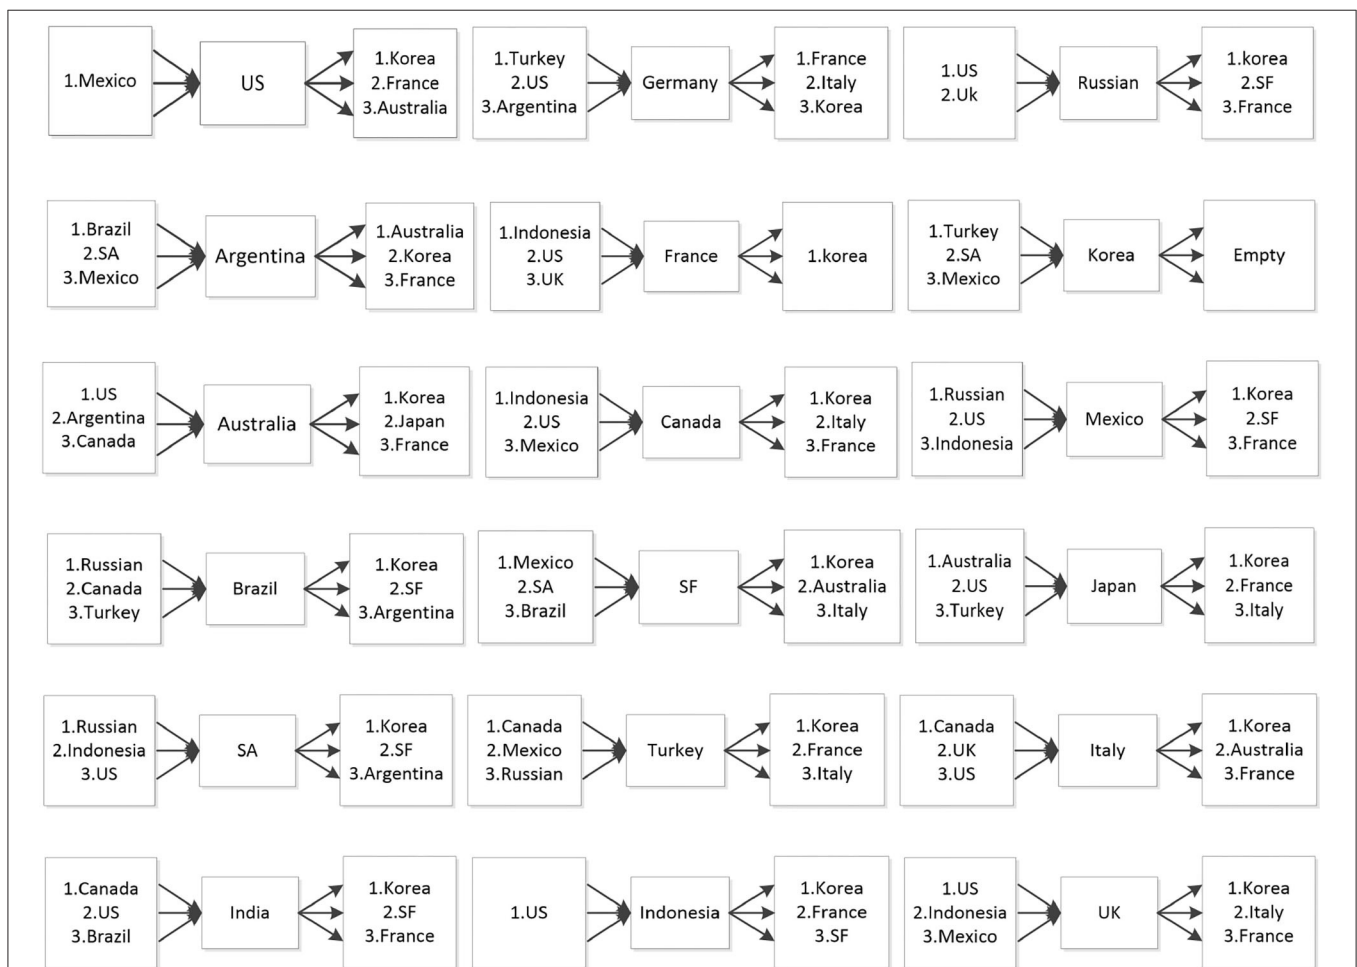 1.Mexico
US
1.Korea
2.France
3.Australia
1.Turkey
2.US
3.Argentina
Germany
1.France
2.Italy
3.Korea
1.US
2.Uk
Russian
1.korea
2.SF
3.France
1.Brazil
2.SA
3.Mexico
Argentina
1.Australia
2.Korea
3.France
1.Indonesia
2.US
3.UK
France
1.korea
1.Turkey
2.SA
3.Mexico
Korea
Empty
1.US
2.Argentina
3.Canada
Australia
1.Korea
2.Japan
3.France
1.Indonesia
2.US
3.Mexico
Canada
1.Korea
2.Italy
3.France
1.Russian
2.US
3.Indonesia
Mexico
1.Korea
2.SF
3.France
1.Russian
2.Canada
3.Turkey
Brazil
1.Korea
2.SF
3.Argentina
1.Mexico
2.SA
3.Brazil
SF
1.Korea
2.Australia
3.Italy
1.Australia
2.US
3.Turkey
Japan
1.Korea
2.France
3.Italy
1.Russian
2.Indonesia
3.US
SA
1.Korea
2.SF
3.Argentina
1.Canada
2.Mexico
3.Russian
Turkey
1.Korea
2.France
3.Italy
1.Canada
2.UK
3.US
Italy
1.Korea
2.Australia
3.France
1.Canada
2.US
3.Brazil
India
1.Korea
2.SF
3.France
1.US
Indonesia
1.Korea
2.France
3.SF
1.US
2.Indonesia
3.Mexico
UK
1.Korea
2.Italy
3.France